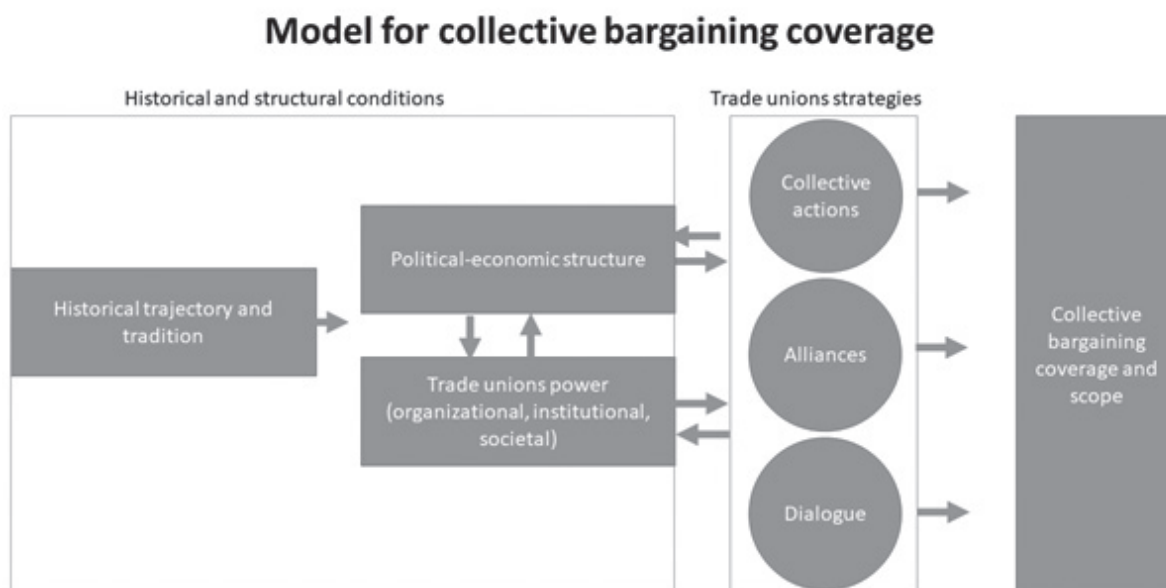 Model for collective bargaining coverage
Historical and structural conditions
Trade unions strategies
Historical trajectory and
tradition
Political-economic structure
Trade unions power
(organizational, institutional,
societal)
Collective
actions
Alliances
Dialogue
Collective
bargaining
coverage and
scope